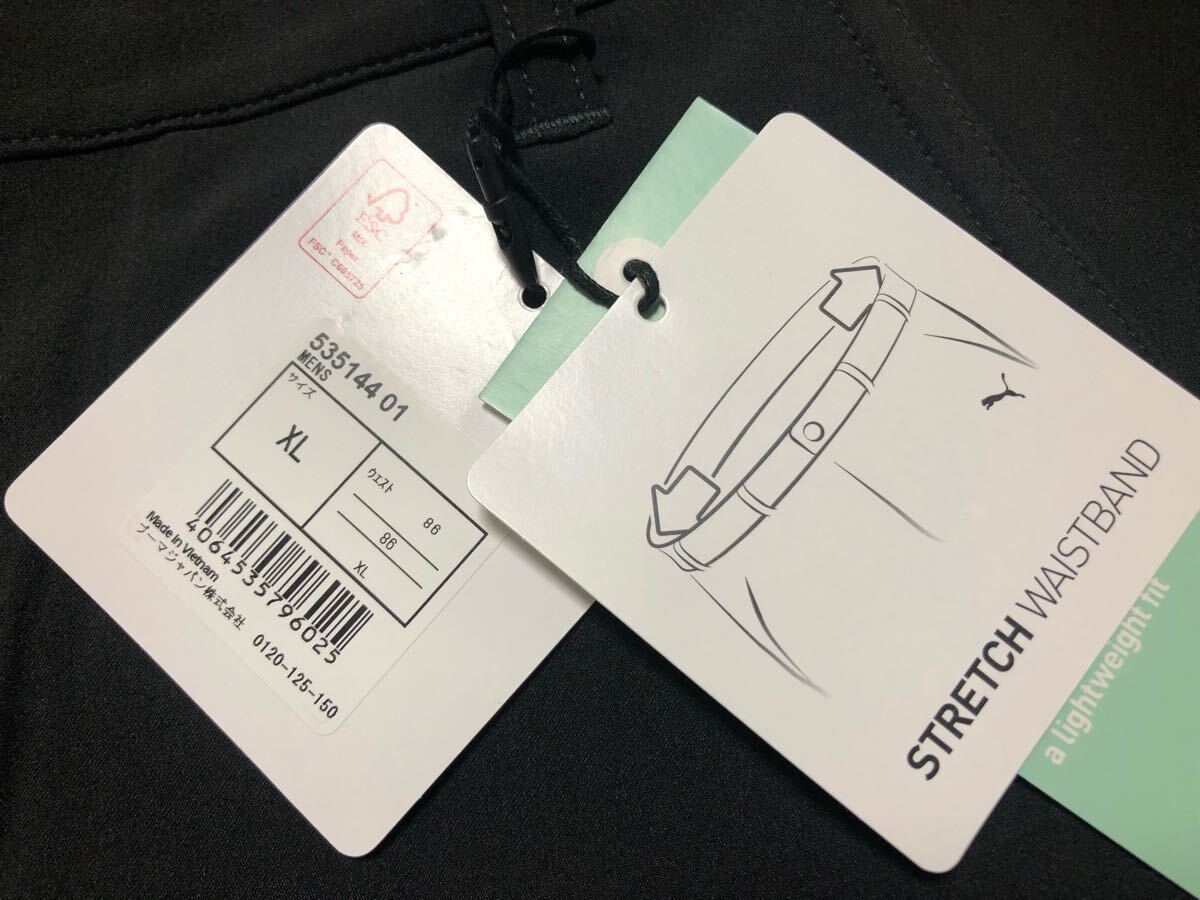 FSC
MIX
Paper
FSC® C085725
535144 01
MENS
サイズ
XL
ウエスト
86
86
XL
4064535796025
Made in Vietnam
プーマジャパン株式会社 0120-125-150
STRETCH WAISTBAND
a lightweight fit